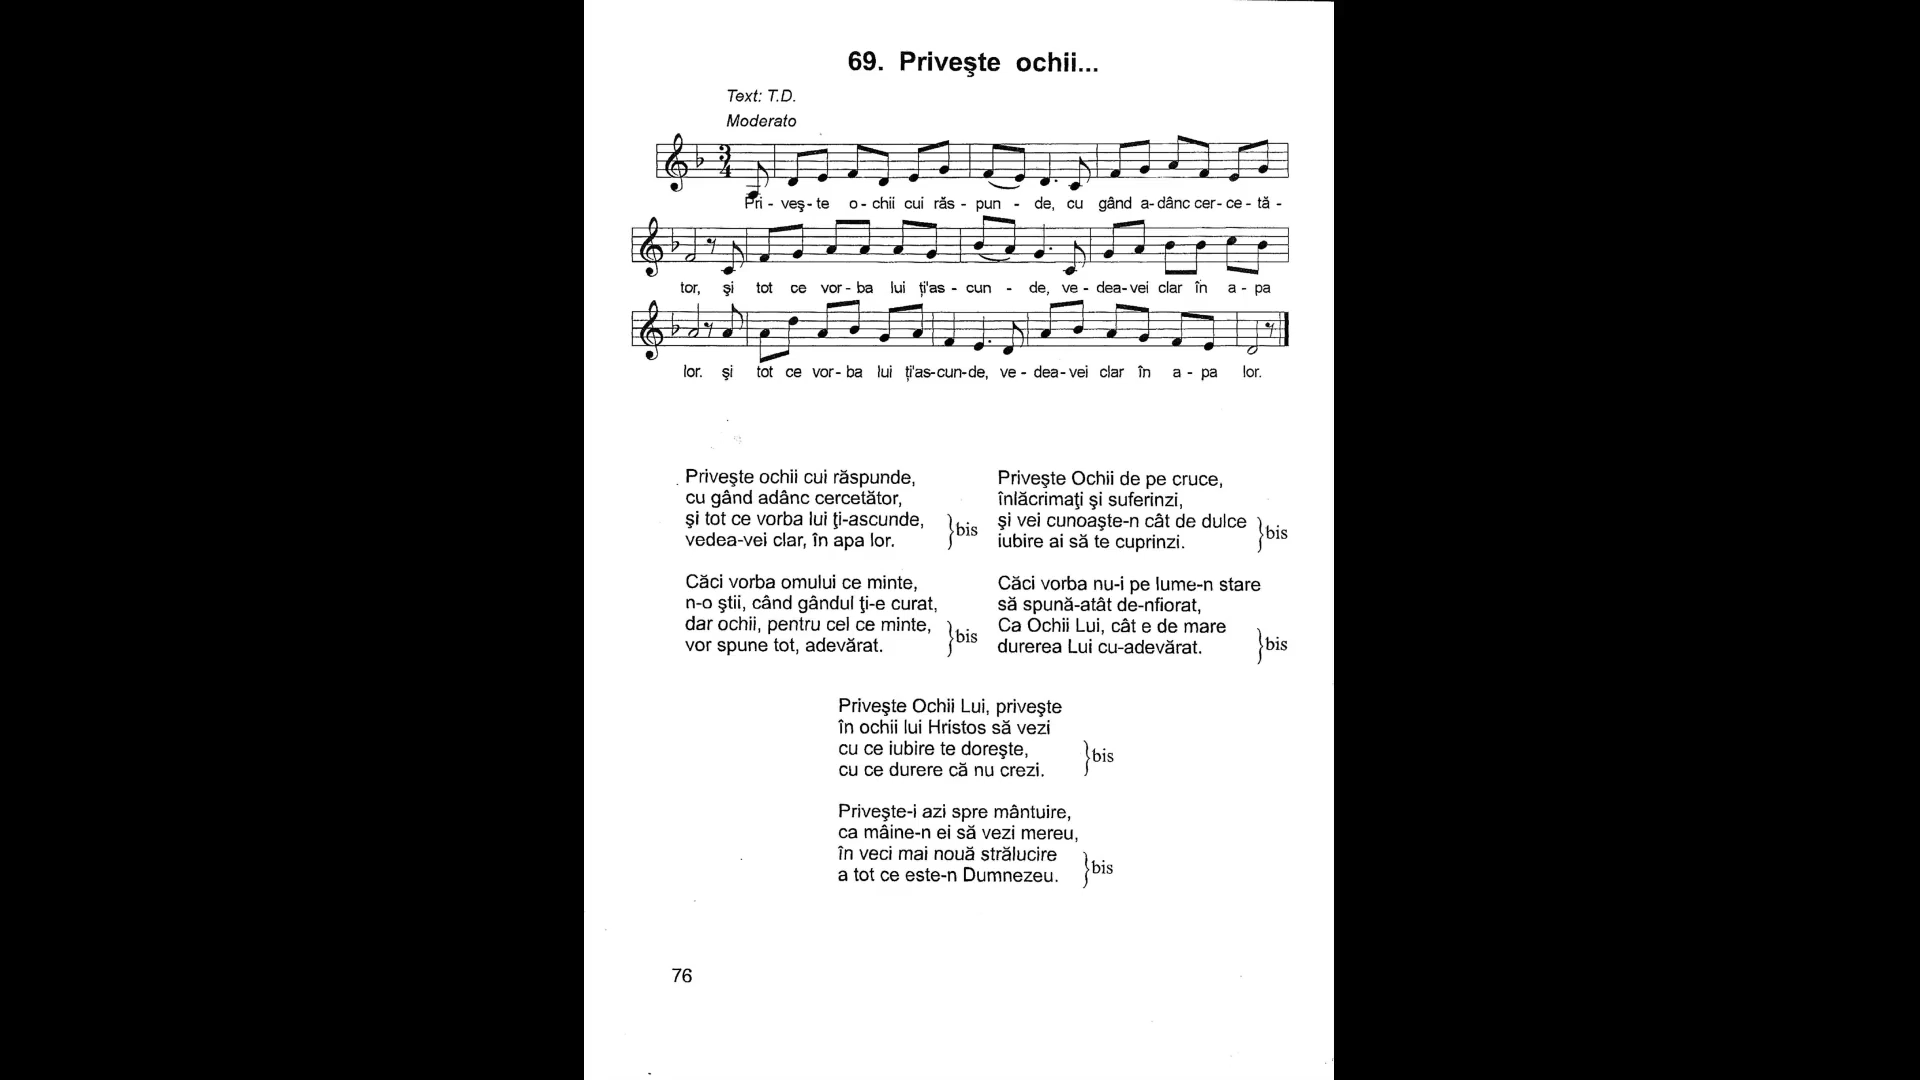 69. Priveşte ochii...
Text: T.D.
Moderato
3
4
Pri - veş - te o - chii cui răs - pun - de, cu gând a - dânc cer - ce - tă -
tor, şi tot ce vor - ba lui ţi'as - cun - de, ve - dea - vei clar în a - pa
lor. şi tot ce vor - ba lui ţi'as - cun - de, ve - dea - vei clar în a - pa lor.
Priveşte ochii cui răspunde,
cu gând adânc cercetător,
şi tot ce vorba lui ţi-ascunde,
vedea-vei clar, în apa lor.
bis
Căci vorba omului ce minte,
n-o ştii, când gândul ţi-e curat,
dar ochii, pentru cel ce minte,
vor spune tot, adevărat.
bis
Priveşte Ochii de pe cruce,
înlăcrimaţi şi suferinzi,
şi vei cunoaşte-n cât de dulce
iubire ai să te cuprinzi.
bis
Căci vorba nu-i pe lume-n stare
să spună-atât de-nfiorat,
Ca Ochii Lui, cât e de mare
durerea Lui cu-adevărat.
bis
Priveşte Ochii Lui, priveşte
în ochii lui Hristos să vezi
cu ce iubire te doreşte,
cu ce durere că nu crezi.
bis
Priveşte-i azi spre mântuire,
ca mâine-n ei să vezi mereu,
în veci mai nouă strălucire
a tot ce este-n Dumnezeu.
bis
76